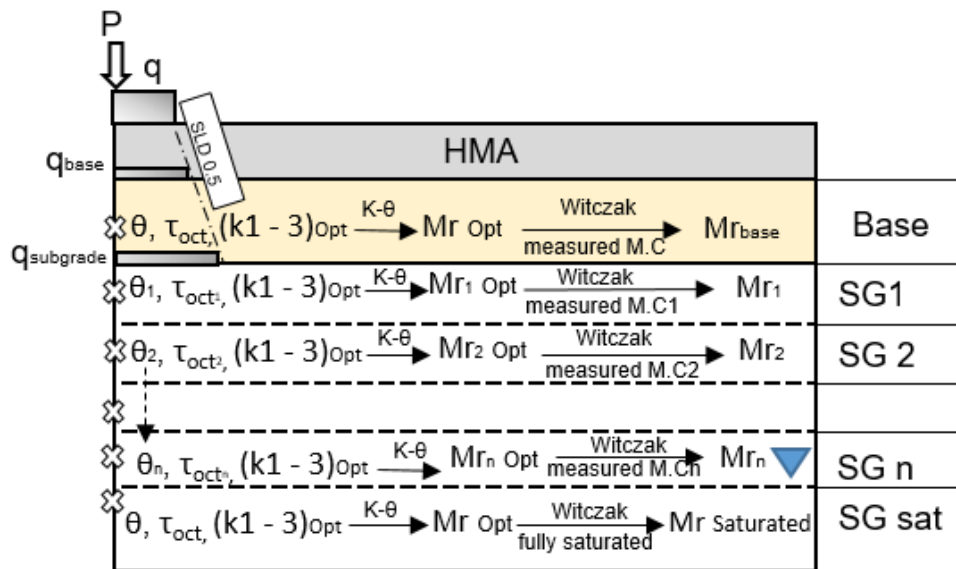 P
q
SLD 0.5
HMA
qbase
θ, τoct, (k1 - 3)Opt K-θ Mr Opt Witczak measured M.C Mrbase Base
qsubgrade
θ1, τoct1, (k1 - 3)Opt K-θ Mr1 Opt Witczak measured M.C1 Mr1 SG1
θ2, τoct2, (k1 - 3)Opt K-θ Mr2 Opt Witczak measured M.C2 Mr2 SG 2
θn, τoctn, (k1 - 3)Opt K-θ Mrn Opt Witczak measured M.Cn Mrn SG n
θ, τoct, (k1 - 3)Opt K-θ Mr Opt Witczak fully saturated Mr Saturated SG sat